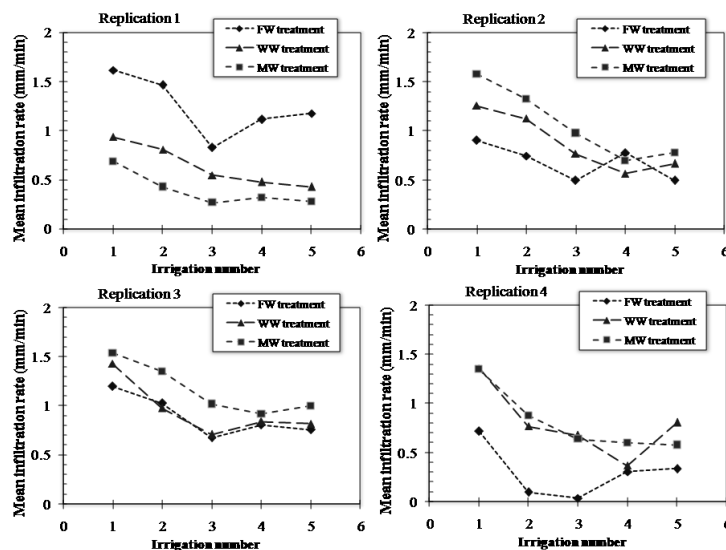 Replication 1
FW treatment
WW treatment
MW treatment
Mean infiltration rate (mm/min)
2
1.5
1
0.5
0
0 1 2 3 4 5 6
Irrigation number
Replication 2
FW treatment
WW treatment
MW treatment
Mean infiltration rate (mm/min)
2
1.5
1
0.5
0
0 1 2 3 4 5 6
Irrigation number
Replication 3
FW treatment
WW treatment
MW treatment
Mean infiltration rate (mm/min)
2
1.5
1
0.5
0
0 1 2 3 4 5 6
Irrigation number
Replication 4
FW treatment
WW treatment
MW treatment
Mean infiltration rate (mm/min)
2
1.5
1
0.5
0
0 1 2 3 4 5 6
Irrigation number